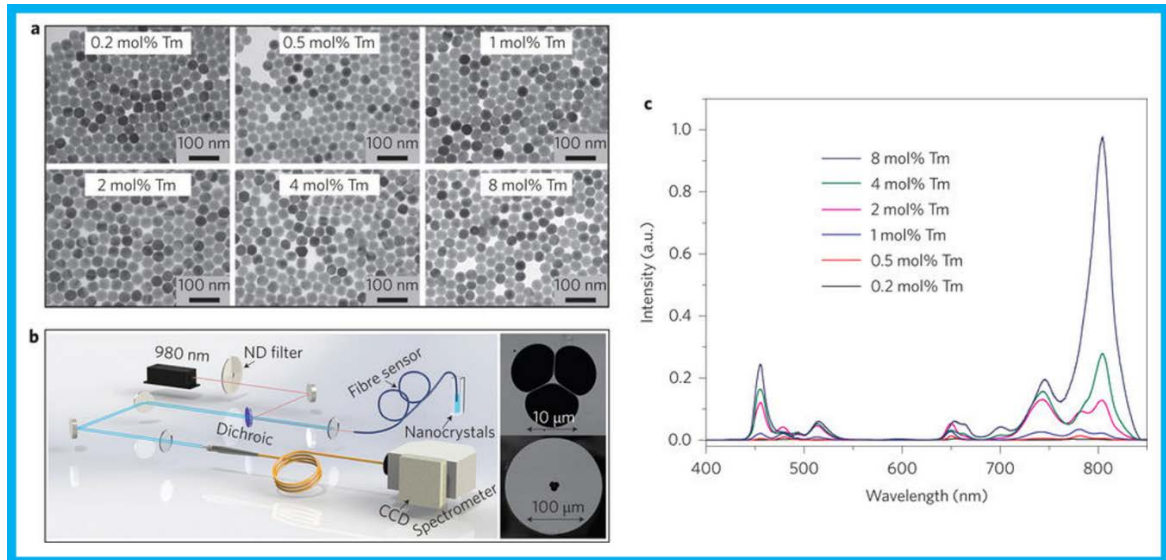 a
0.2 mol% Tm
0.5 mol% Tm
1 mol% Tm
100 nm
100 nm
100 nm
2 mol% Tm
4 mol% Tm
8 mol% Tm
100 nm
100 nm
100 nm
b
980 nm
ND filter
Fibre sensor
Dichroic
Nanocrystals
CCD
Spectrometer
10 μm
100 μm
c
8 mol% Tm
4 mol% Tm
2 mol% Tm
1 mol% Tm
0.5 mol% Tm
0.2 mol% Tm
Intensity (a.u.)
1.0
0.8
0.6
0.4
0.2
0.0
400 500 600 700 800
Wavelength (nm)